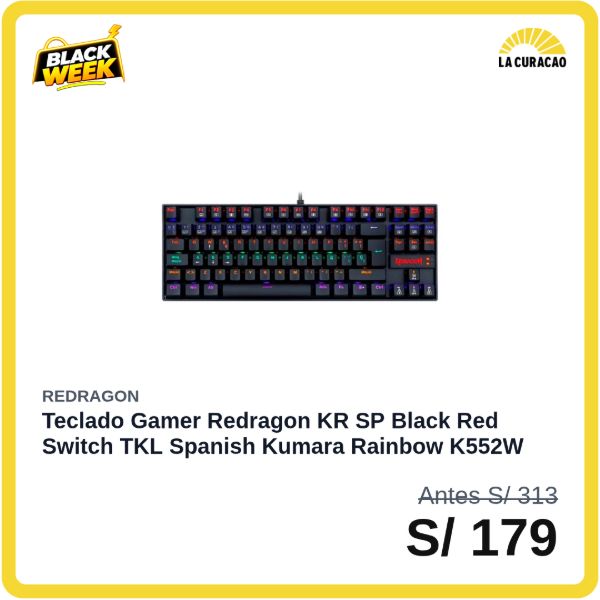 BLACK
WEEK
LA CURACAO
REDRAGON
Teclado Gamer Redragon KR SP Black Red
Switch TKL Spanish Kumara Rainbow K552W
Antes S/ 313
S/ 179